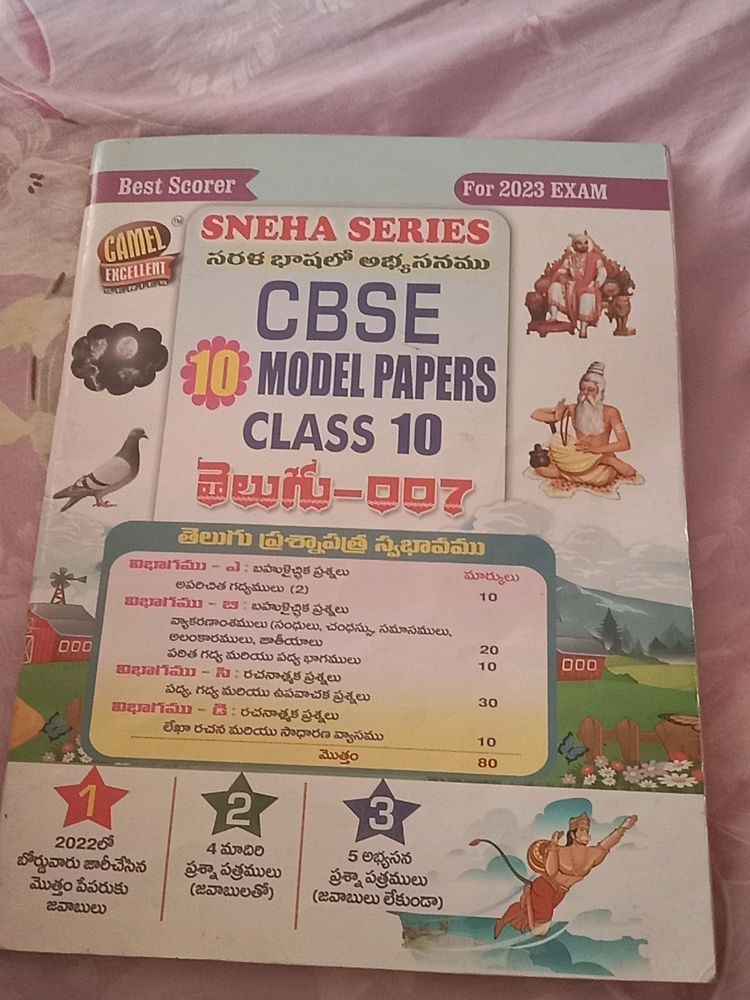 Best Scorer
For 2023 EXAM
CAMEL
EXCELLENT
SERIES
TM
SNEHA SERIES
సరళ భాషలో అభ్యసనము
CBSE
10 MODEL PAPERS
CLASS 10
తెలుగు-007
తెలుగు ప్రశ్నాపత్ర స్వభావము
మార్కులు
విభాగము - ఎ : బహుళైచ్ఛిక ప్రశ్నలు
అపరిచిత గద్యములు (2) 10
విభాగము - బి : బహుళైచ్ఛిక ప్రశ్నలు
వ్యాకరణాంశములు (సంధులు, చంధస్సు, సమాసములు,
అలంకారములు, జాతీయాలు 20
పఠిత గద్య మరియు పద్య భాగములు 10
విభాగము - సి : రచనాత్మక ప్రశ్నలు
పద్య, గద్య మరియు ఉపవాచక ప్రశ్నలు 30
విభాగము - డి : రచనాత్మక ప్రశ్నలు
లేఖా రచన మరియు సాధారణ వ్యాసము 10
మొత్తం 80
1
2022లో
బోర్డువారు జారీచేసిన
మొత్తం పేపరుకు
జవాబులు
2
4 మాదిరి
ప్రశ్నా పత్రములు
(జవాబులతో)
3
5 అభ్యసన
ప్రశ్నా పత్రములు
(జవాబులు లేకుండా)